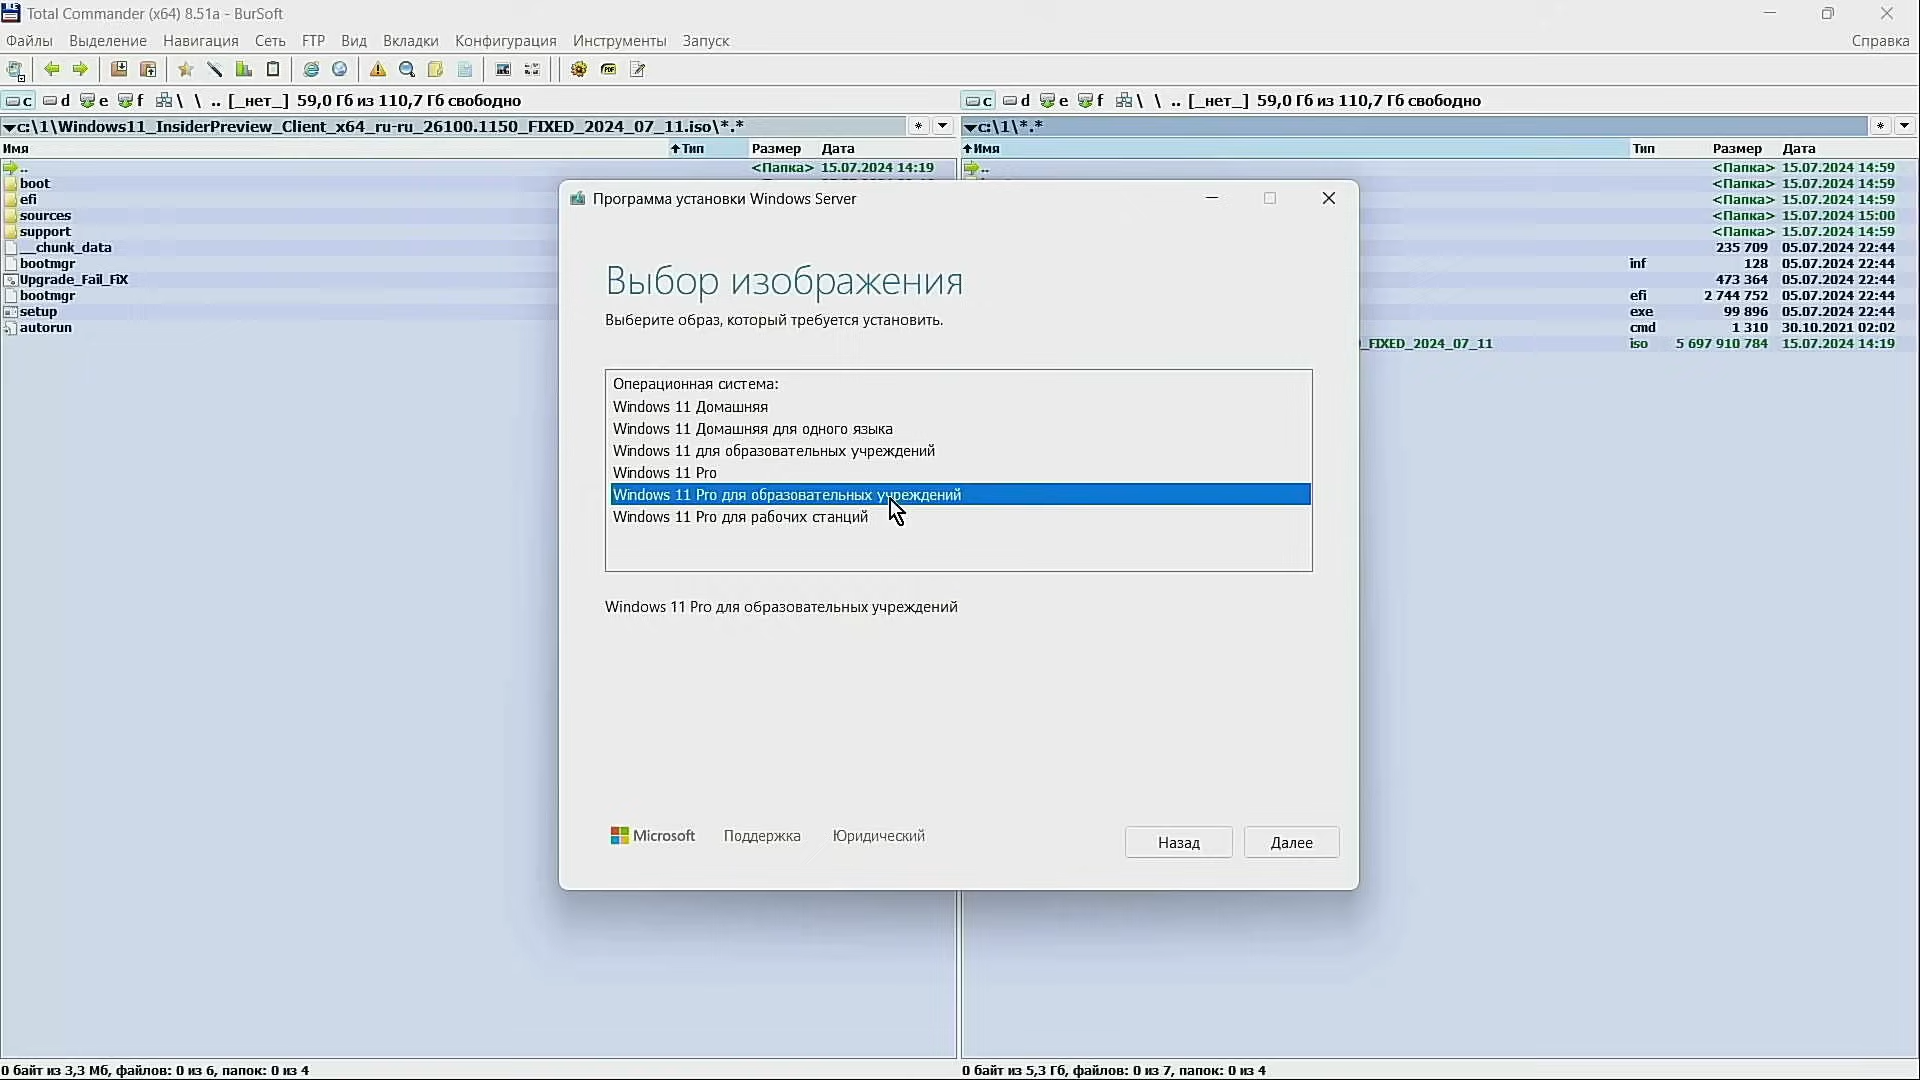 Total Commander (x64) 8.51a - BurSoft
Файлы Выделение Навигация Сеть FTP Вид Вкладки Конфигурация Инструменты Запуск Справка
c d e f \ \ .. [_нет_] 59,0 Гб из 110,7 Гб свободно
c d e f \ \ .. [_нет_] 59,0 Гб из 110,7 Гб свободно
c:\1\Windows11_InsiderPreview_Client_x64_ru-ru_26100.1150_FIXED_2024_07_11.iso\*.* * 
c:\1\*.* *
Имя Тип Размер Дата
.. <Папка> 15.07.2024 14:19
boot
efi
sources
support
__chunk_data
bootmgr
Upgrade_Fail_FiX
bootmgr
setup
autorun
Имя Тип Размер Дата
.. <Папка> 15.07.2024 14:59
<Папка> 15.07.2024 14:59
<Папка> 15.07.2024 14:59
<Папка> 15.07.2024 15:00
<Папка> 15.07.2024 14:59
235 709 05.07.2024 22:44
inf 128 05.07.2024 22:44
473 364 05.07.2024 22:44
efi 2 744 752 05.07.2024 22:44
exe 99 896 05.07.2024 22:44
cmd 1 310 30.10.2021 02:02
_FIXED_2024_07_11 iso 5 697 910 784 15.07.2024 14:19
Программа установки Windows Server
Выбор изображения
Выберите образ, который требуется установить.
Операционная система:
Windows 11 Домашняя
Windows 11 Домашняя для одного языка
Windows 11 для образовательных учреждений
Windows 11 Pro
Windows 11 Pro для образовательных учреждений
Windows 11 Pro для рабочих станций
Windows 11 Pro для образовательных учреждений
Microsoft Поддержка Юридический
Назад Далее
0 байт из 3,3 Мб, файлов: 0 из 6, папок: 0 из 4
0 байт из 5,3 Гб, файлов: 0 из 7, папок: 0 из 4